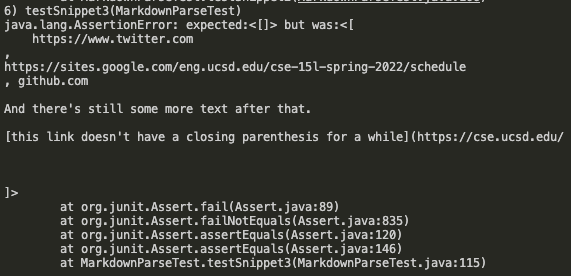 6) testSnippet3(MarkdownParseTest)
java.lang.AssertionError: expected:<[]> but was:<[
    https://www.twitter.com
,
https://sites.google.com/eng.ucsd.edu/cse-15l-spring-2022/schedule
, github.com

And there's still some more text after that.

[this link doesn't have a closing parenthesis for a while](https://cse.ucsd.edu/

]>
        at org.junit.Assert.fail(Assert.java:89)
        at org.junit.Assert.failNotEquals(Assert.java:835)
        at org.junit.Assert.assertEquals(Assert.java:120)
        at org.junit.Assert.assertEquals(Assert.java:146)
        at MarkdownParseTest.testSnippet3(MarkdownParseTest.java:115)